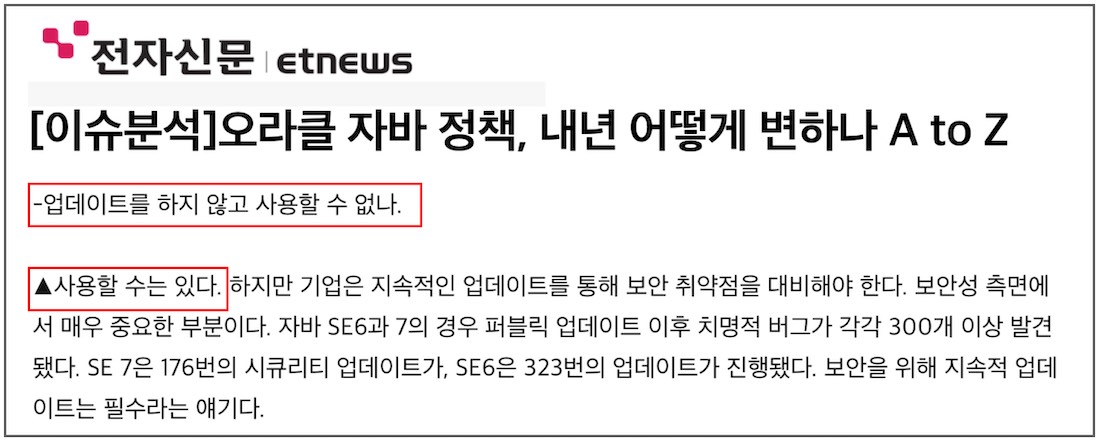 전자신문 | etnews
[이슈분석]오라클 자바 정책, 내년 어떻게 변하나 A to Z
-업데이트를 하지 않고 사용할 수 없나.
▲사용할 수는 있다. 하지만 기업은 지속적인 업데이트를 통해 보안 취약점을 대비해야 한다. 보안성 측면에
서 매우 중요한 부분이다. 자바 SE6과 7의 경우 퍼블릭 업데이트 이후 치명적 버그가 각각 300개 이상 발견
됐다. SE 7은 176번의 시큐리티 업데이트가, SE6은 323번의 업데이트가 진행됐다. 보안을 위해 지속적 업데
이트는 필수라는 얘기다.